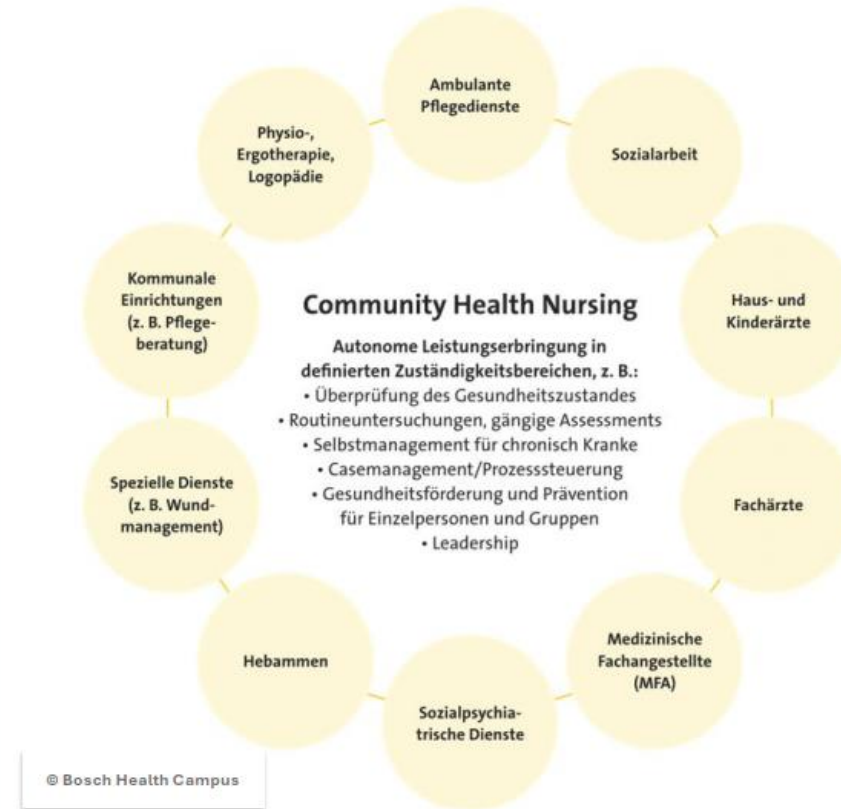 Ambulante
Pflegedienste
Sozialarbeit
Haus- und
Kinderärzte
Fachärzte
Medizinische
Fachangestellte
(MFA)
Sozialpsychia-
trische Dienste
Hebammen
Spezielle Dienste
(z. B. Wund-
management)
Kommunale
Einrichtungen
(z. B. Pflege-
beratung)
Physio-,
Ergotherapie,
Logopädie
Community Health Nursing
Autonome Leistungserbringung in
definierten Zuständigkeitsbereichen, z. B.:
• Überprüfung des Gesundheitszustandes
• Routineuntersuchungen, gängige Assessments
• Selbstmanagement für chronisch Kranke
• Casemanagement/Prozesssteuerung
• Gesundheitsförderung und Prävention
für Einzelpersonen und Gruppen
• Leadership
© Bosch Health Campus